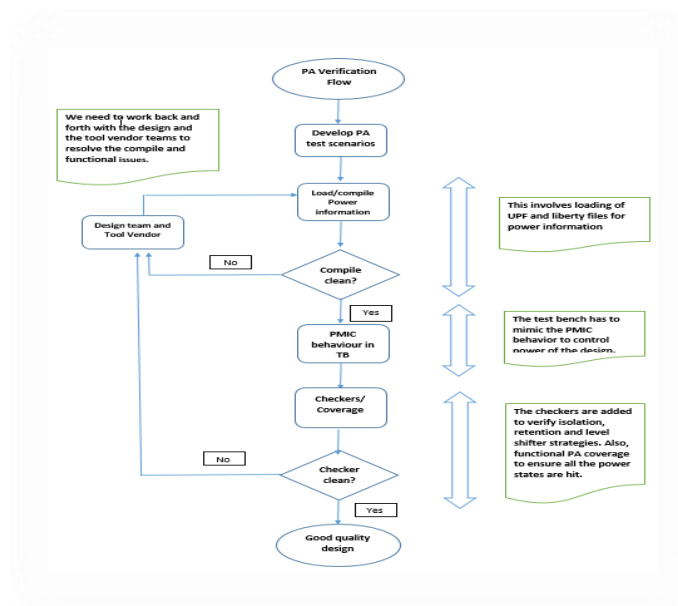 PA Verification
Flow
We need to work back and
forth with the design and
the tool vendor teams to
resolve the compile and
functional issues.
Develop PA
test scenarios
Load/compile
Power
information
Design team and
Tool Vendor
This involves loading of
UPF and liberty files for
power information
No
Compile
clean?
Yes
PMIC
behaviour in
TB
The test bench has to
mimic the PMIC
behavior to control
power of the design.
Checkers/
Coverage
The checkers are added
to verify isolation,
retention and level
shifter strategies. Also,
functional PA coverage
to ensure all the power
states are hit.
No
Checker
clean?
Yes
Good quality
design